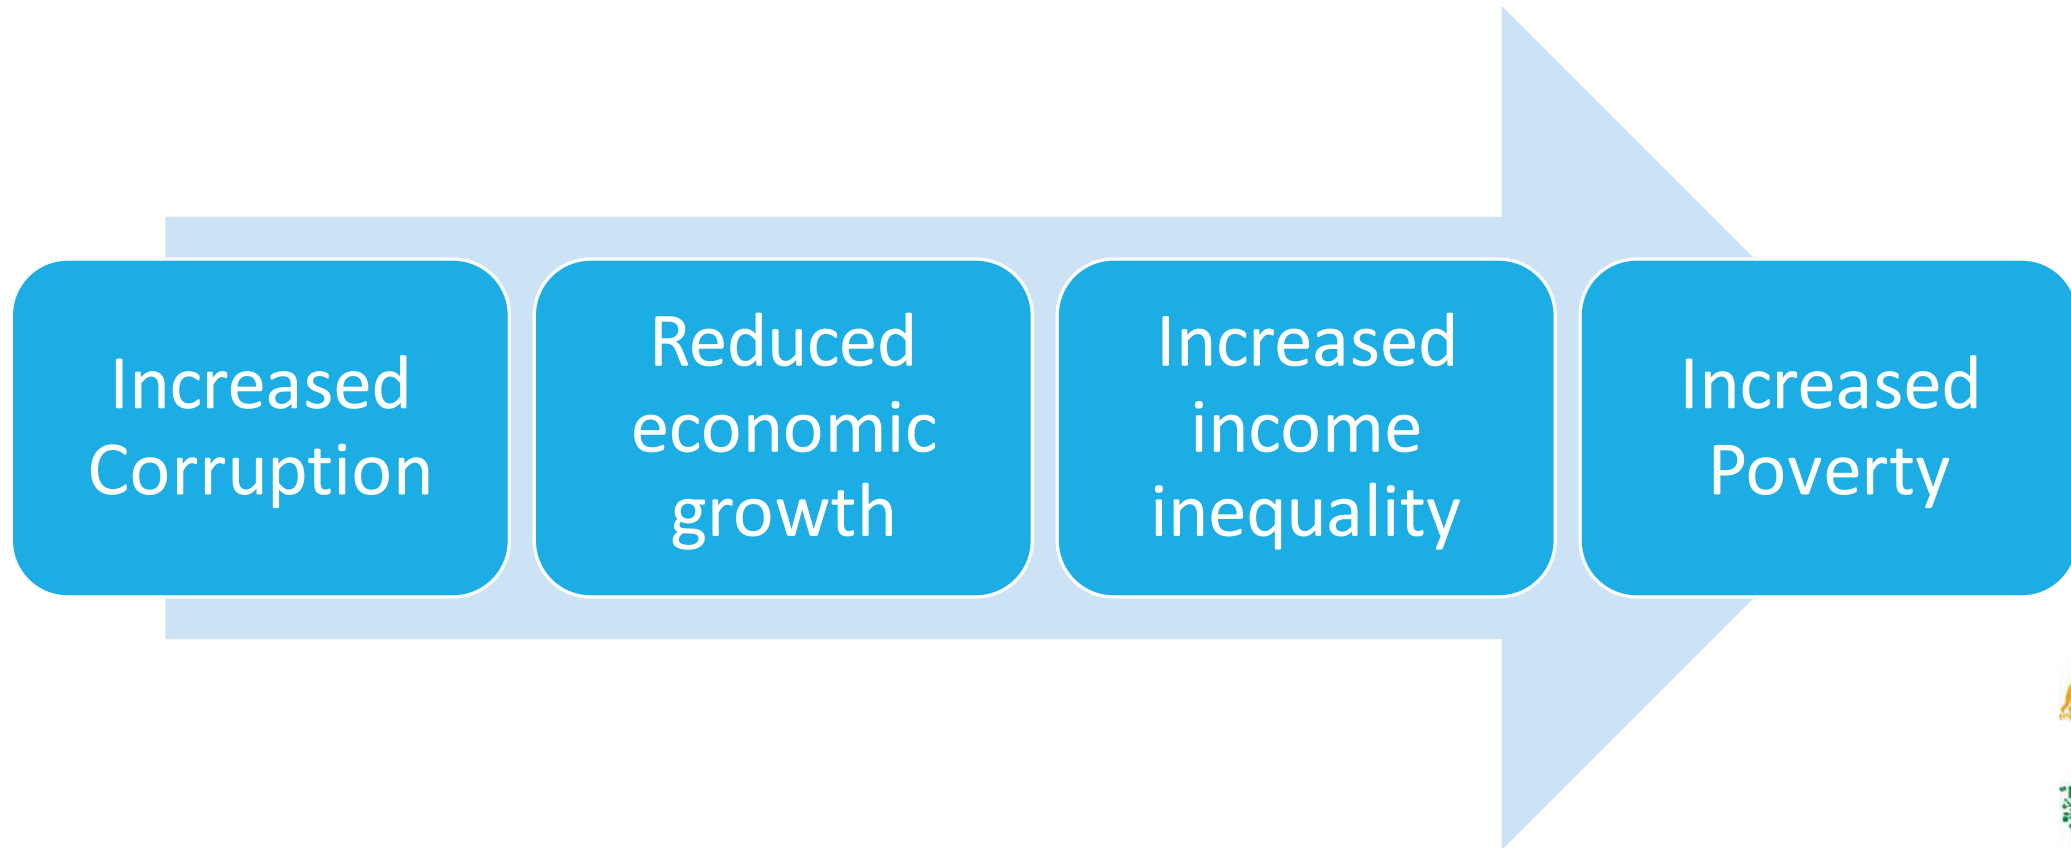 Increased
Corruption
Reduced
economic
growth
Increased
income
inequality
Increased
Poverty